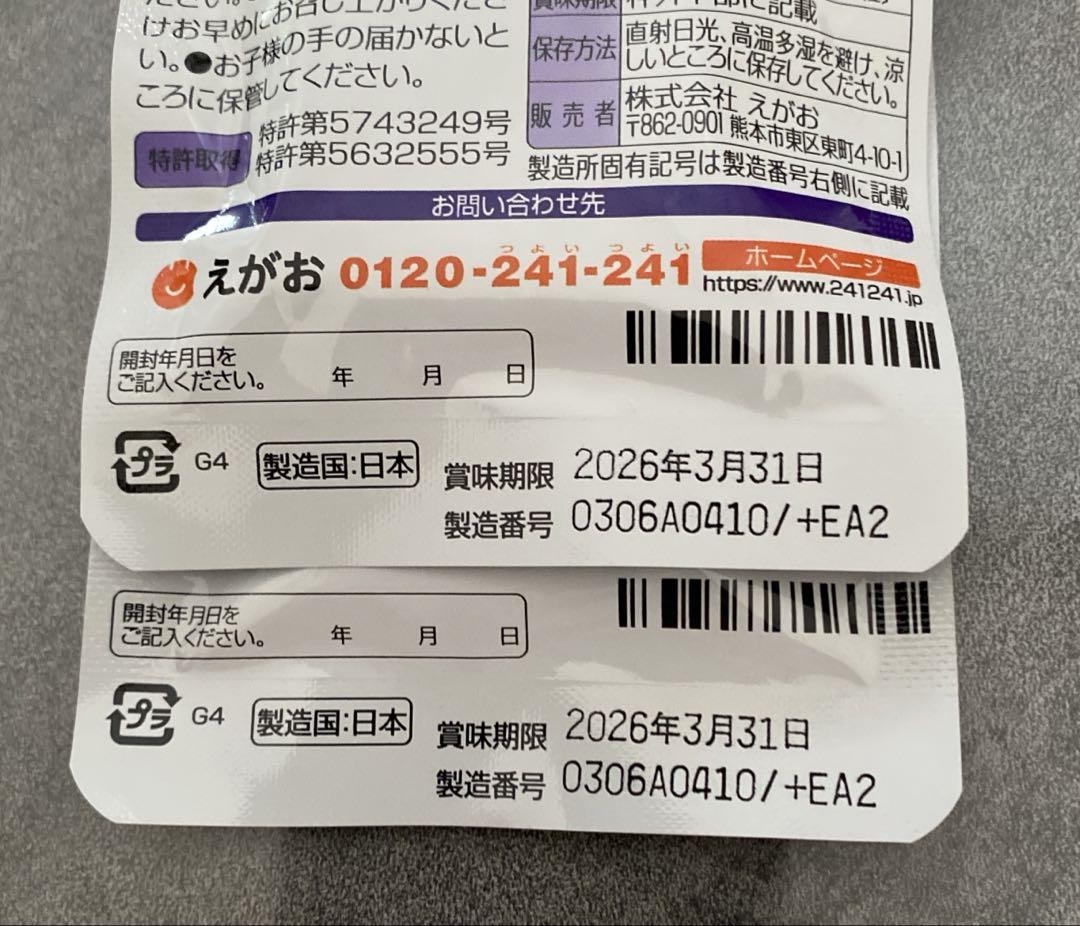 けお早めにお召し上がりくださ
い。●お子様の手の届かないと
ころに保管してください。
特許取得
特許第5743249号
特許第5632555号
賞味期限
に記載
保存方法
直射日光、高温多湿を避け、涼
しいところに保存してください。
販売者
株式会社 えがお
〒862-0901 熊本市東区東町4-10-1
製造所固有記号は製造番号右側に記載
お問い合わせ先
えがお
つよい つよい
0120-241-241
ホームページ
https://www.241241.jp
開封年月日を
ご記入ください。 年 月 日
プラ
G4
製造国:日本
賞味期限 2026年3月31日
製造番号 0306A0410/+EA2
開封年月日を
ご記入ください。 年 月 日
プラ
G4
製造国:日本
賞味期限 2026年3月31日
製造番号 0306A0410/+EA2